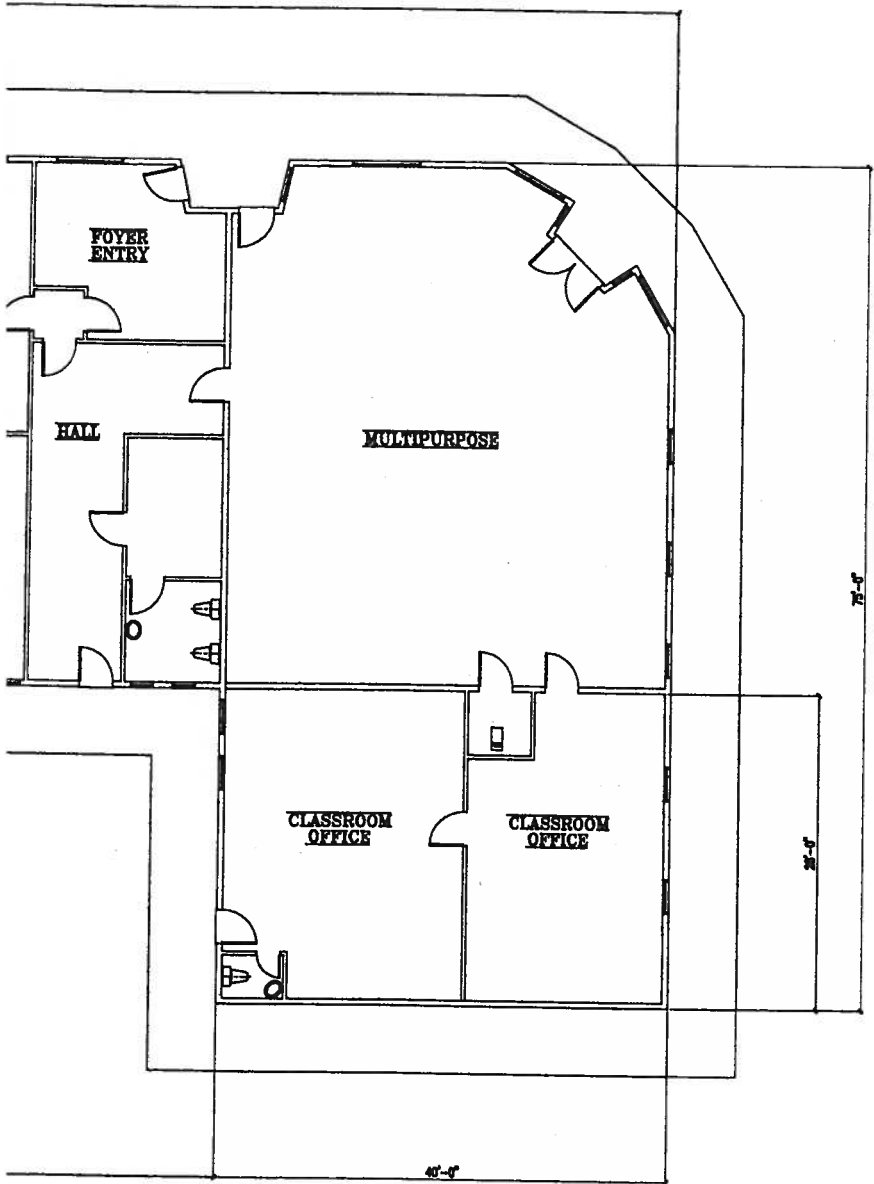 FOYER
ENTRY
HALL
MULTIPURPOSE
75'-0"
CLASSROOM
OFFICE
CLASSROOM
OFFICE
28'-0"
40'-0"